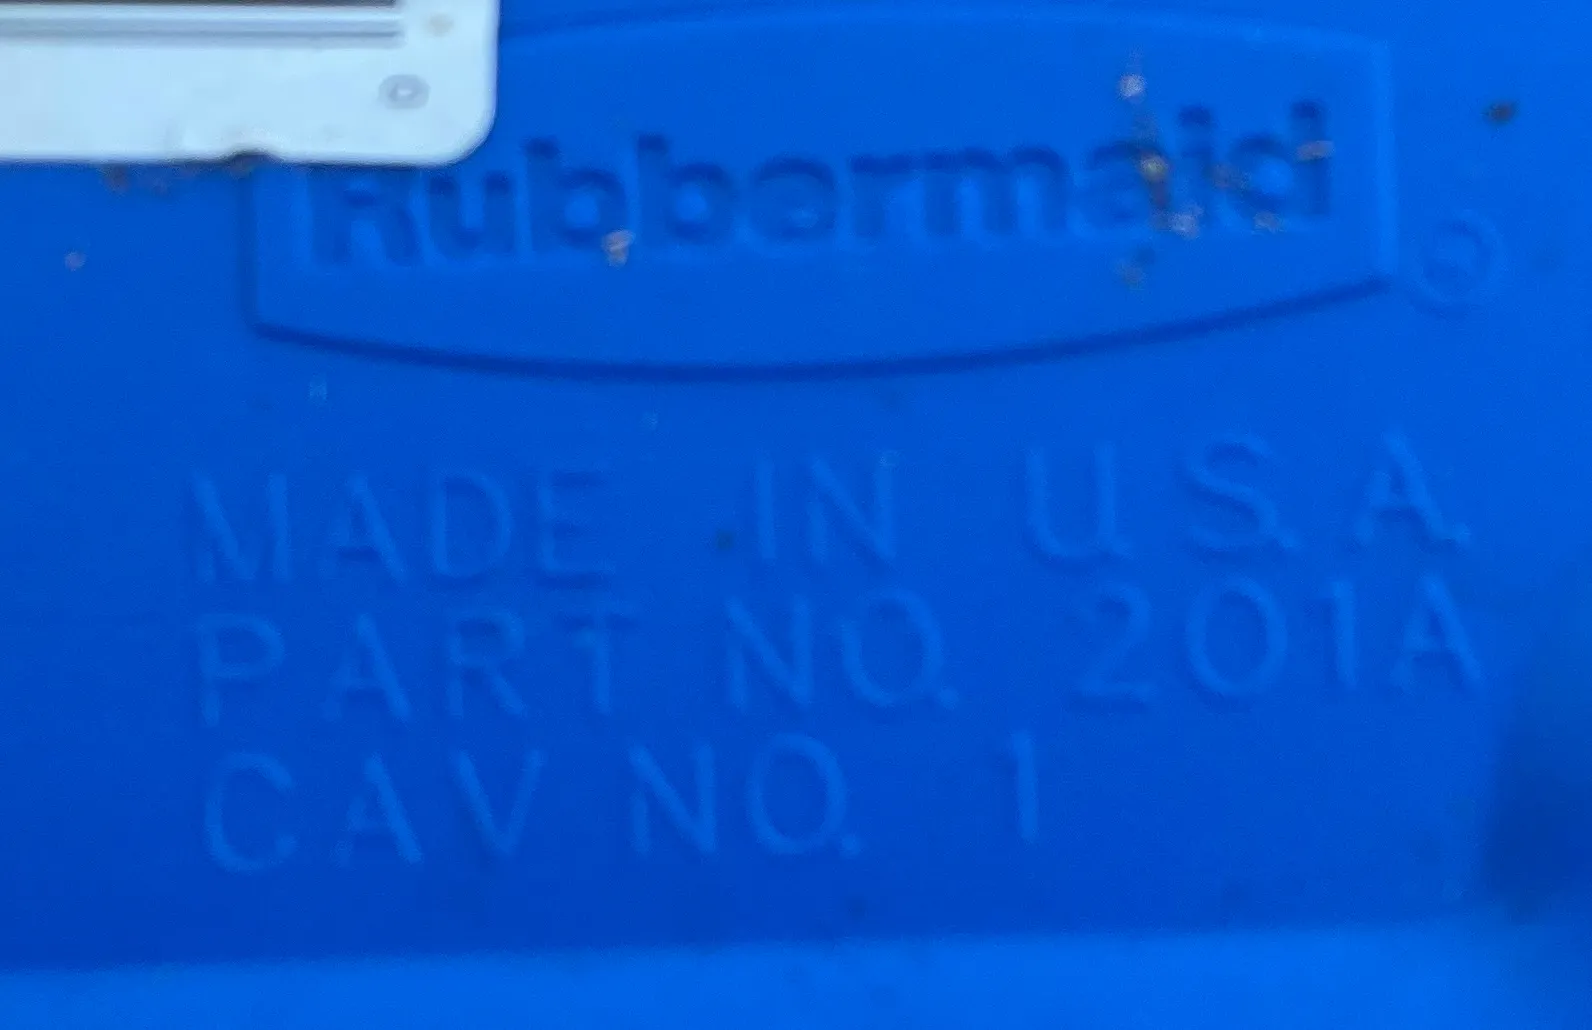 Rubbermaid ®
MADE IN U.S.A.
PART NO. 201A
CAV NO. 1